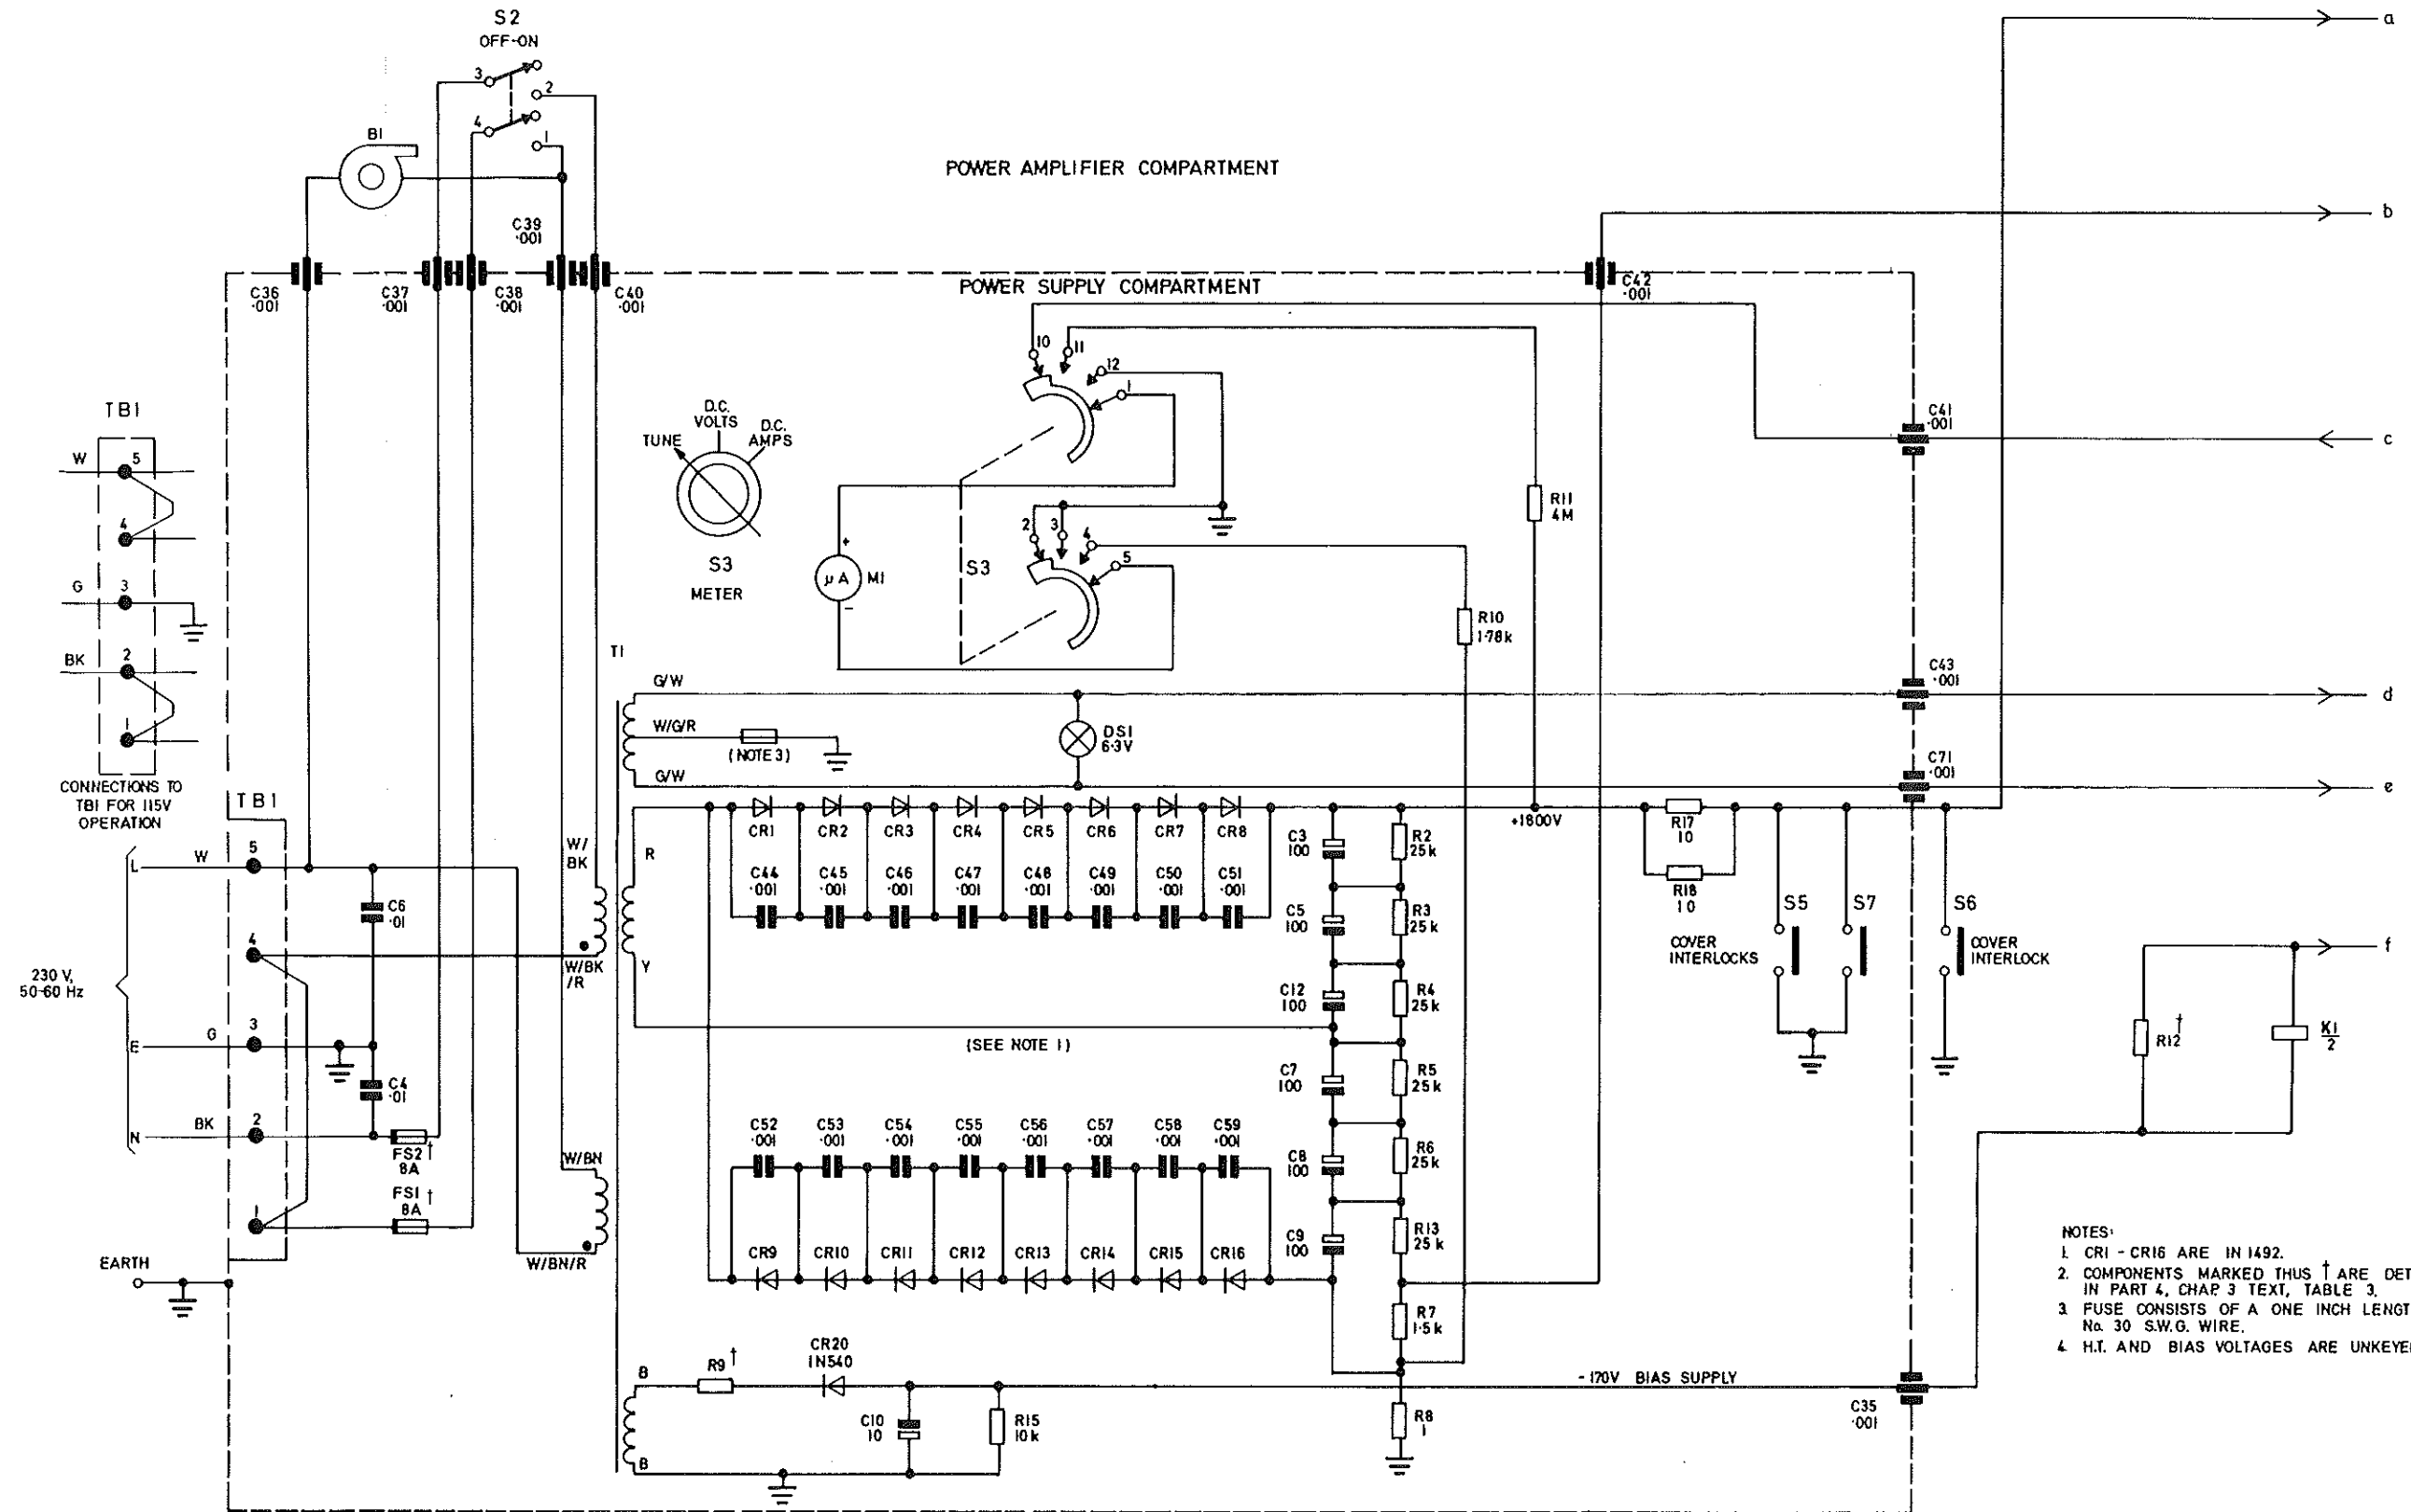 S2
OFF-ON
3
2
4
1
B1
a
POWER AMPLIFIER COMPARTMENT
b
C39
·001
C36
·001
C37
·001
C38
·001
C40
·001
POWER SUPPLY COMPARTMENT
C42
·001
10
11
12
1
TB1
W
5
4
G
3
BK
2
1
CONNECTIONS TO
TB1 FOR 115V
OPERATION
D.C.
VOLTS
D.C.
AMPS
TUNE
S3
METER
+
µA
M1
−
S3
2
3
4
5
R11
4M
R10
1·78k
C41
·001
c
T1
G/W
W/G/R
(NOTE 3)
G/W
DS1
6·3V
C43
·001
d
C71
·001
e
TB1
L
W
5
4
230 V,
50-60 Hz
E
G
3
N
BK
2
1
EARTH
C6
·01
C4
·01
FS2 †
8A
FS1 †
8A
W/
BK
W/BK
/R
W/BN
W/BN/R
R
Y
CR1
CR2
CR3
CR4
CR5
CR6
CR7
CR8
C44
·001
C45
·001
C46
·001
C47
·001
C48
·001
C49
·001
C50
·001
C51
·001
(SEE NOTE 1)
C52
·001
C53
·001
C54
·001
C55
·001
C56
·001
C57
·001
C58
·001
C59
·001
CR9
CR10
CR11
CR12
CR13
CR14
CR15
CR16
C3
100
C5
100
C12
100
C7
100
C8
100
C9
100
R2
25k
R3
25k
R4
25k
R5
25k
R6
25k
R13
25k
R7
1·5k
R8
1
+1800V
R17
10
R18
10
S5
S7
S6
COVER
INTERLOCKS
COVER
INTERLOCK
f
R12 †
K1
2
B
R9 †
CR20
1N540
C10
10
R15
10k
B
-170V BIAS SUPPLY
C35
·001
NOTES:
1. CR1 - CR16 ARE IN 1492.
2. COMPONENTS MARKED THUS † ARE DET
IN PART 4, CHAP. 3 TEXT, TABLE 3.
3 FUSE CONSISTS OF A ONE INCH LENGT
No. 30 S.W.G. WIRE.
4. H.T. AND BIAS VOLTAGES ARE UNKEYE